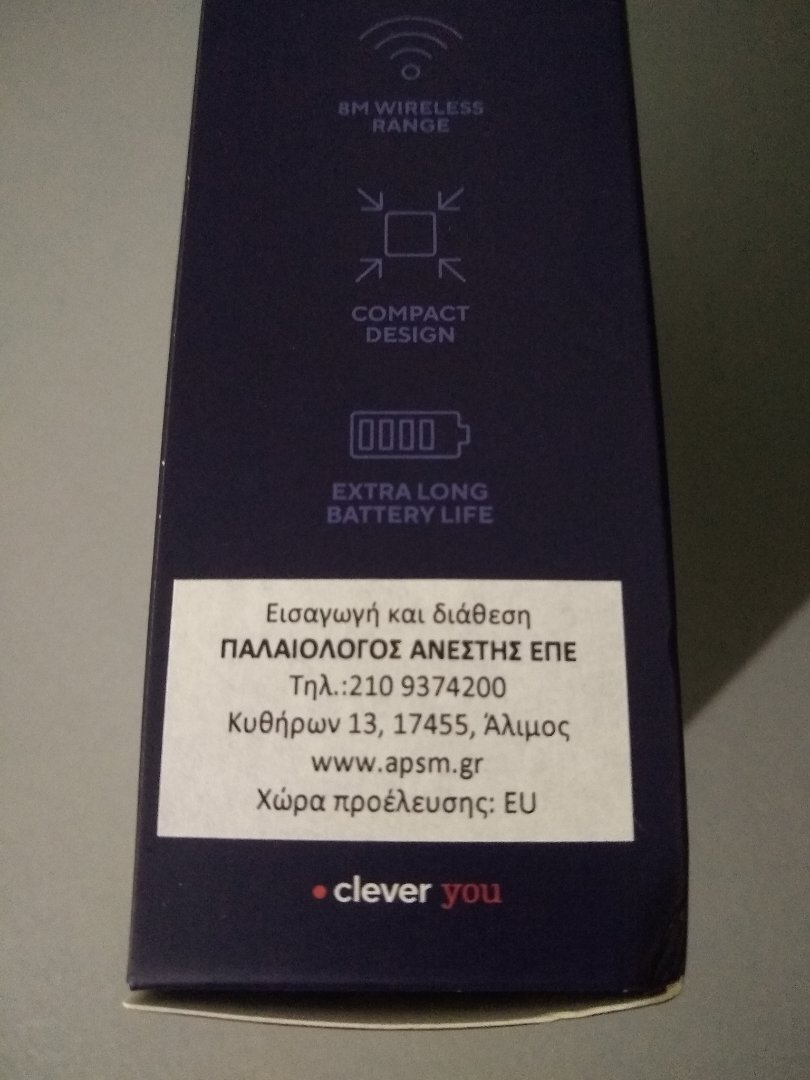 8M WIRELESS
RANGE
COMPACT
DESIGN
EXTRA LONG
BATTERY LIFE
Εισαγωγή και διάθεση
ΠΑΛΑΙΟΛΟΓΟΣ ΑΝΕΣΤΗΣ ΕΠΕ
Τηλ.:210 9374200
Κυθήρων 13, 17455, Άλιμος
www.apsm.gr
Χώρα προέλευσης: EU
clever you